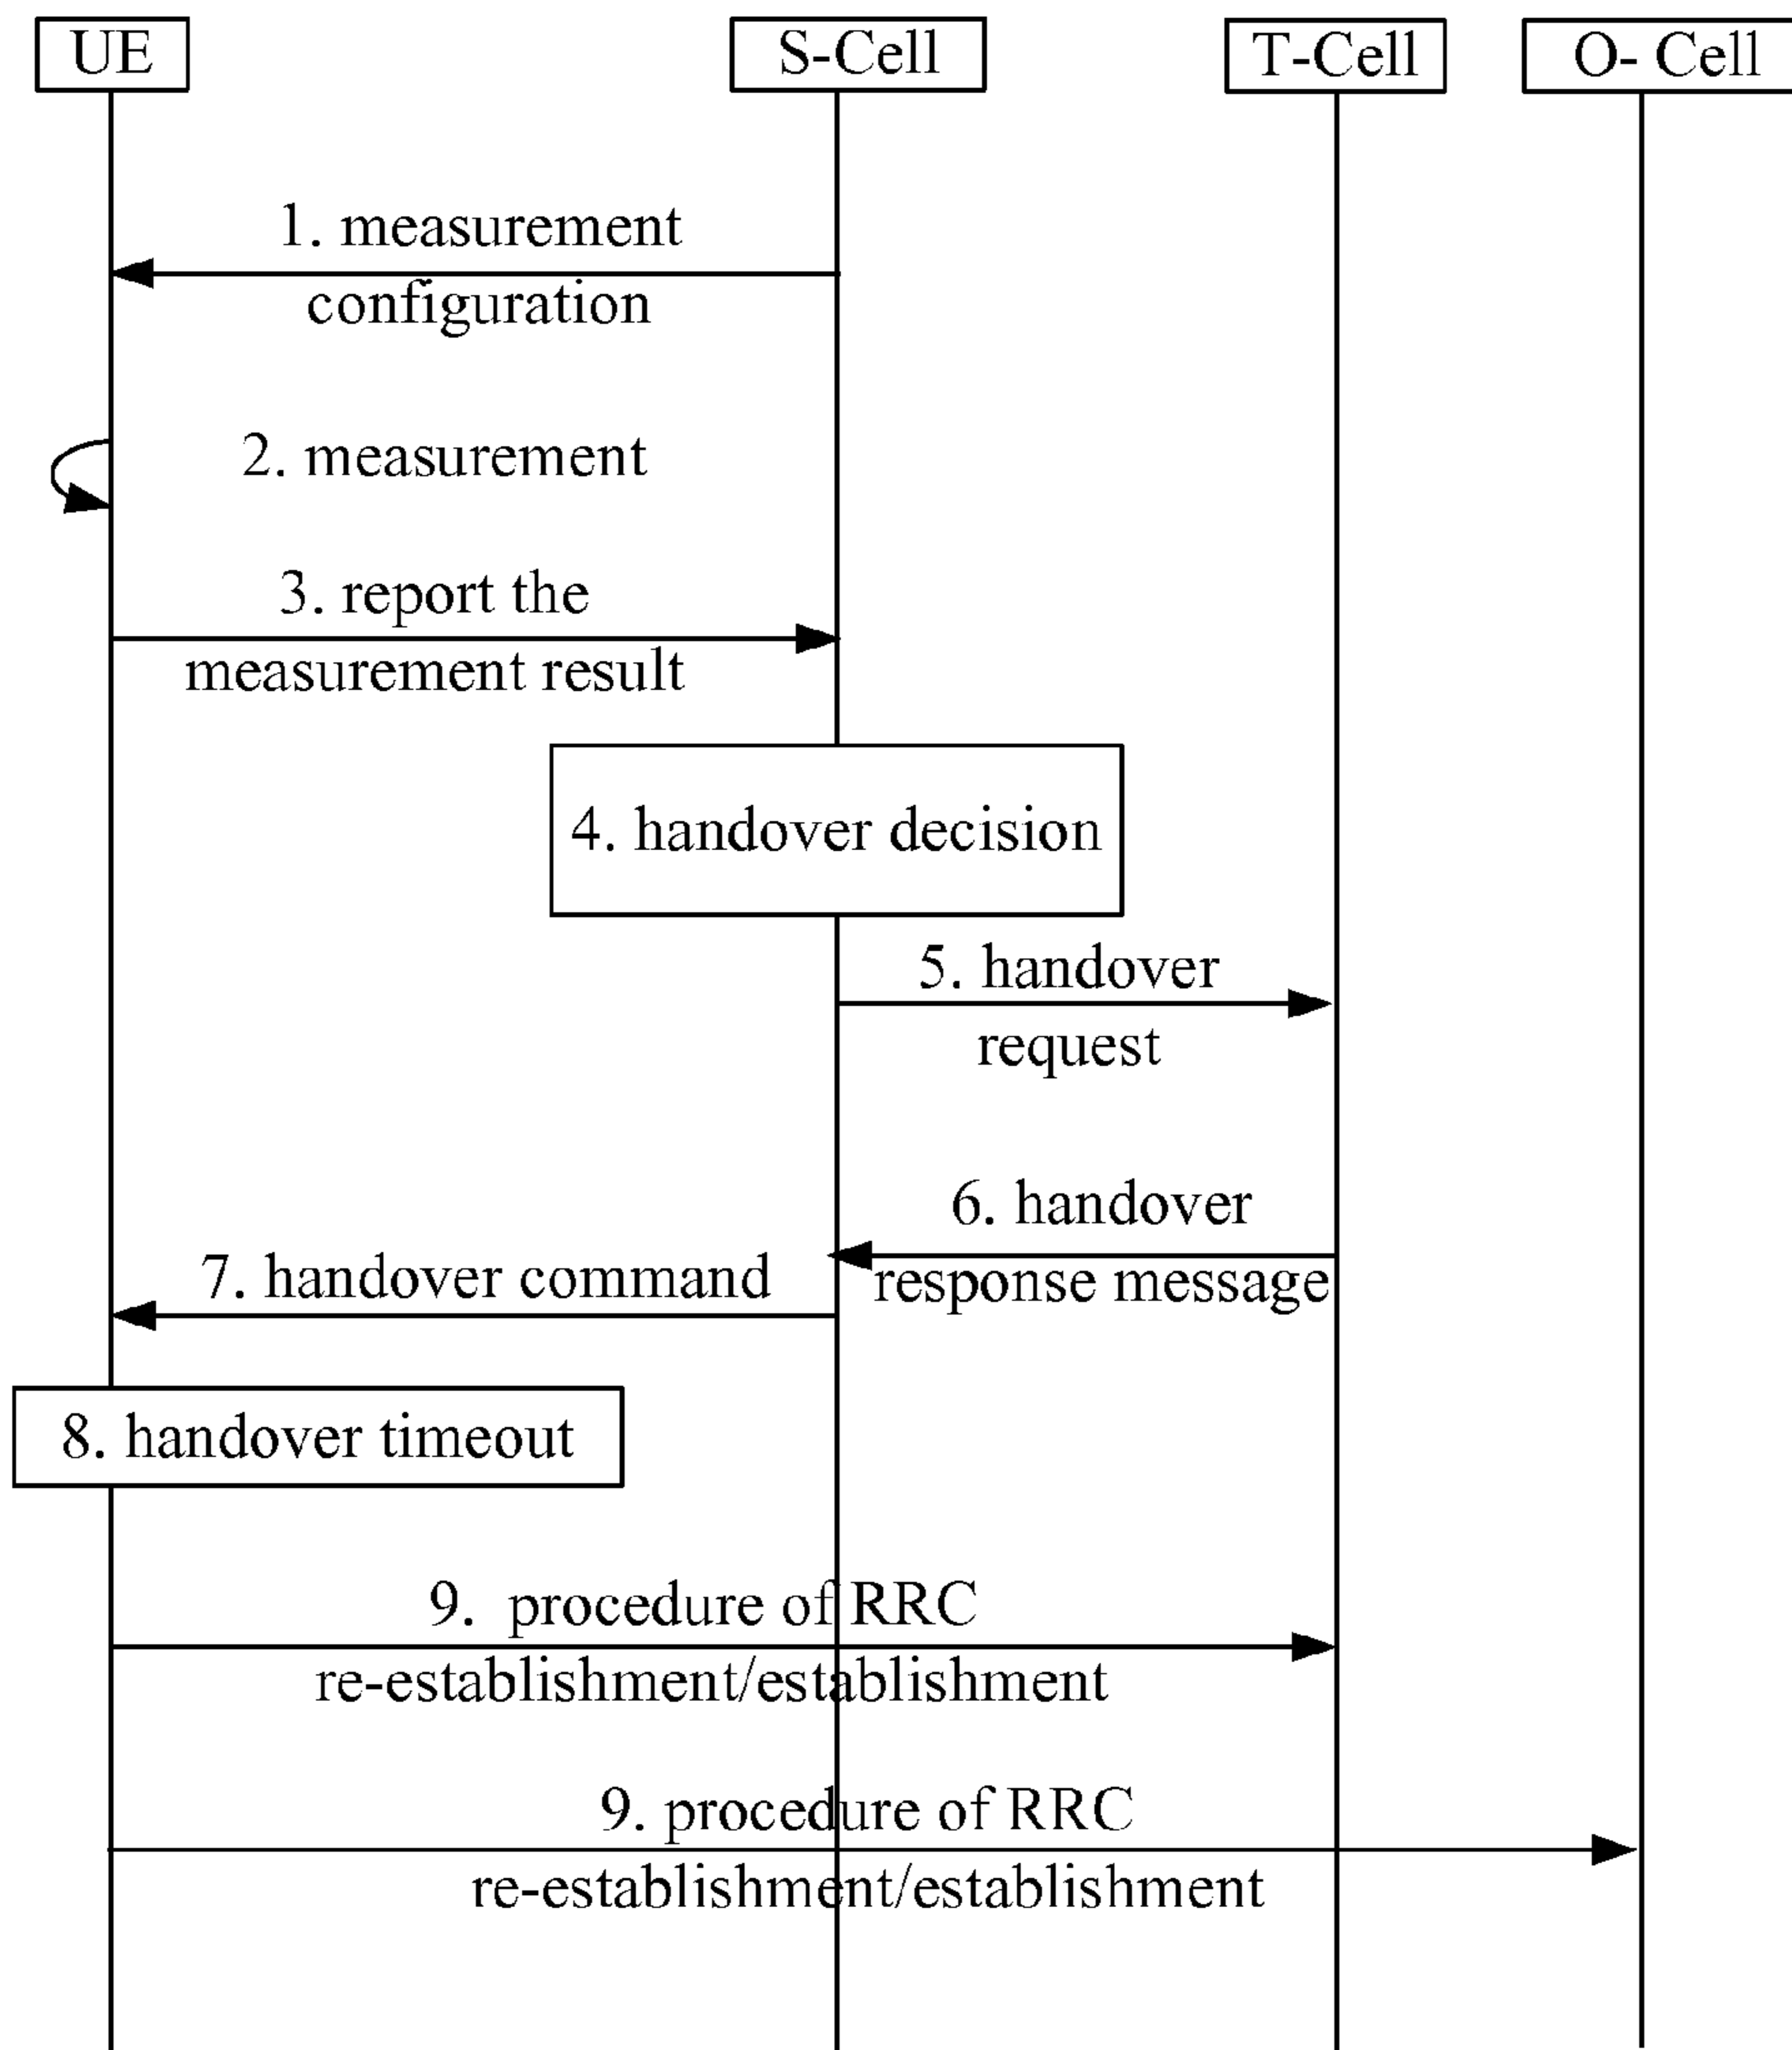 UE
S-Cell
T-Cell
O- Cell
1. measurement
configuration
2. measurement
3. report the
measurement result
4. handover decision
5. handover
request
6. handover
response message
7. handover command
8. handover timeout
9. procedure of RRC
re-establishment/establishment
9. procedure of RRC
re-establishment/establishment